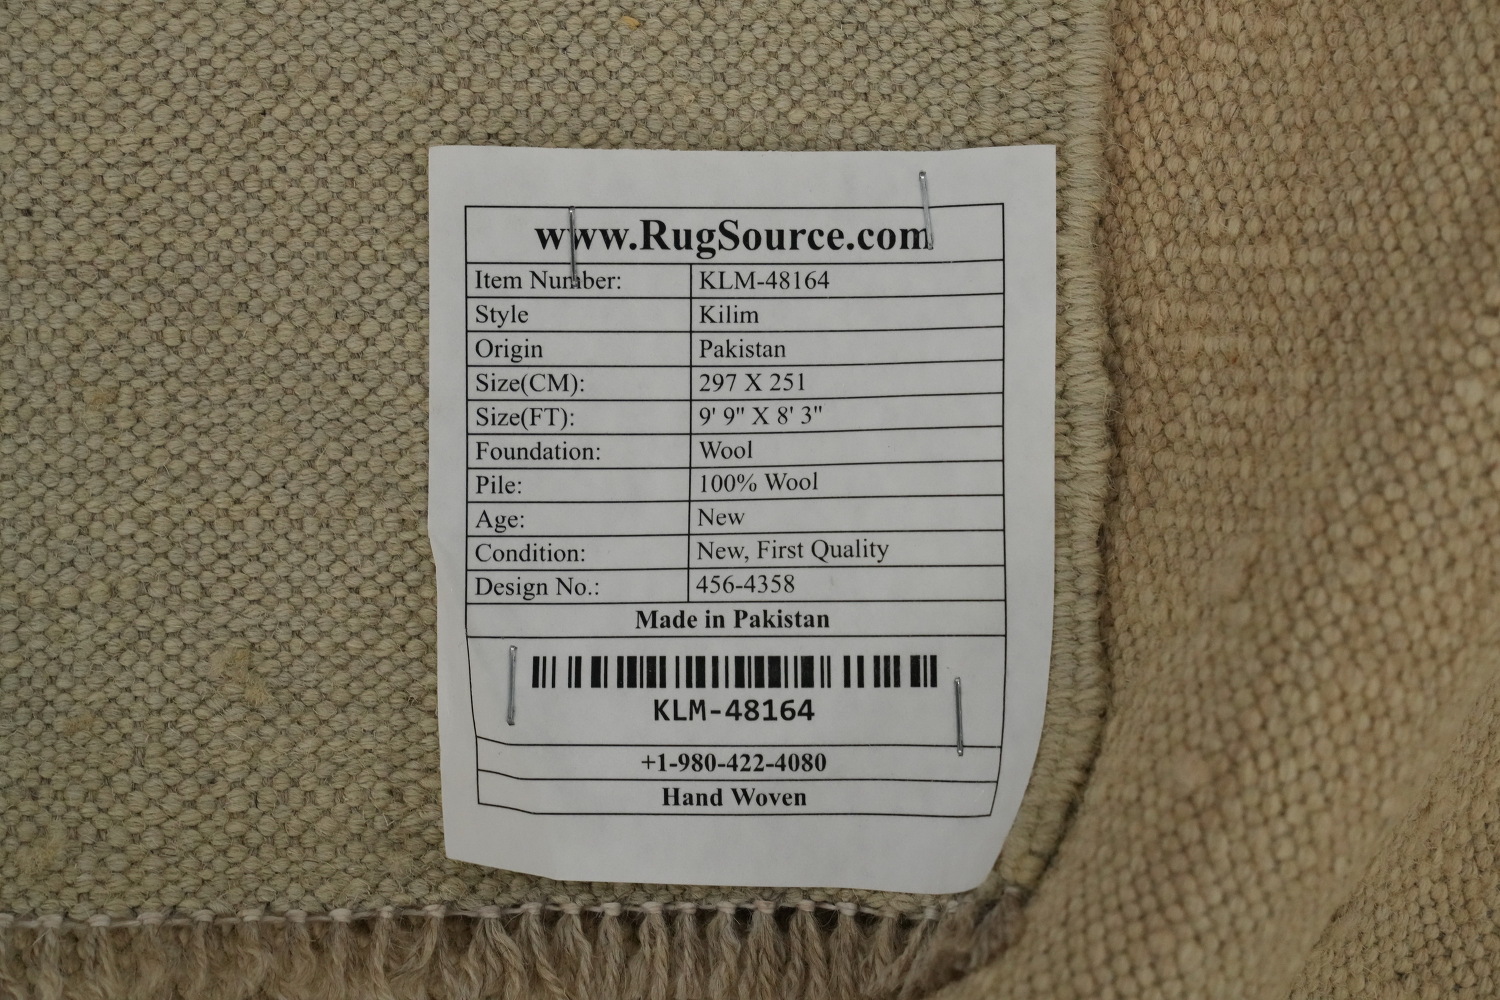 www.RugSource.com
Item Number: KLM-48164
Style Kilim
Origin Pakistan
Size(CM): 297 X 251
Size(FT): 9' 9" X 8' 3"
Foundation: Wool
Pile: 100% Wool
Age: New
Condition: New, First Quality
Design No.: 456-4358
Made in Pakistan
KLM-48164
+1-980-422-4080
Hand Woven